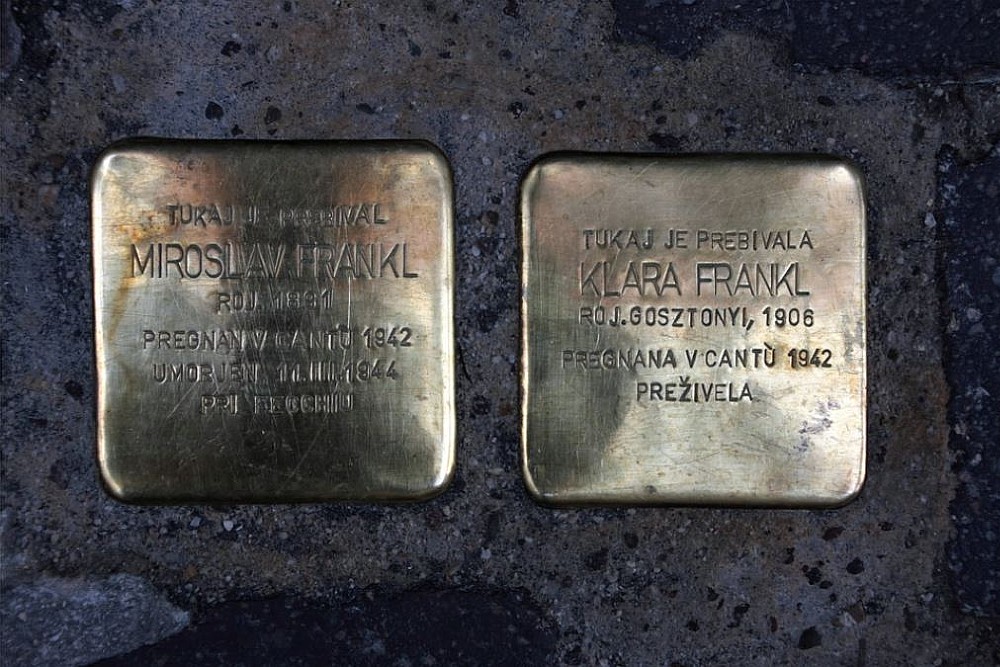 TUKAJ JE PREBIVAL
MIROSLAV FRANKL
ROJ. 1891
PREGNAN V CANTÙ 1942
UMORJEN 11.III.1944
PRI
TUKAJ JE PREBIVALA
KLARA FRANKL
ROJ.GOSZTONYI, 1906
PREGNANA V CANTÙ 1942
PREŽIVELA